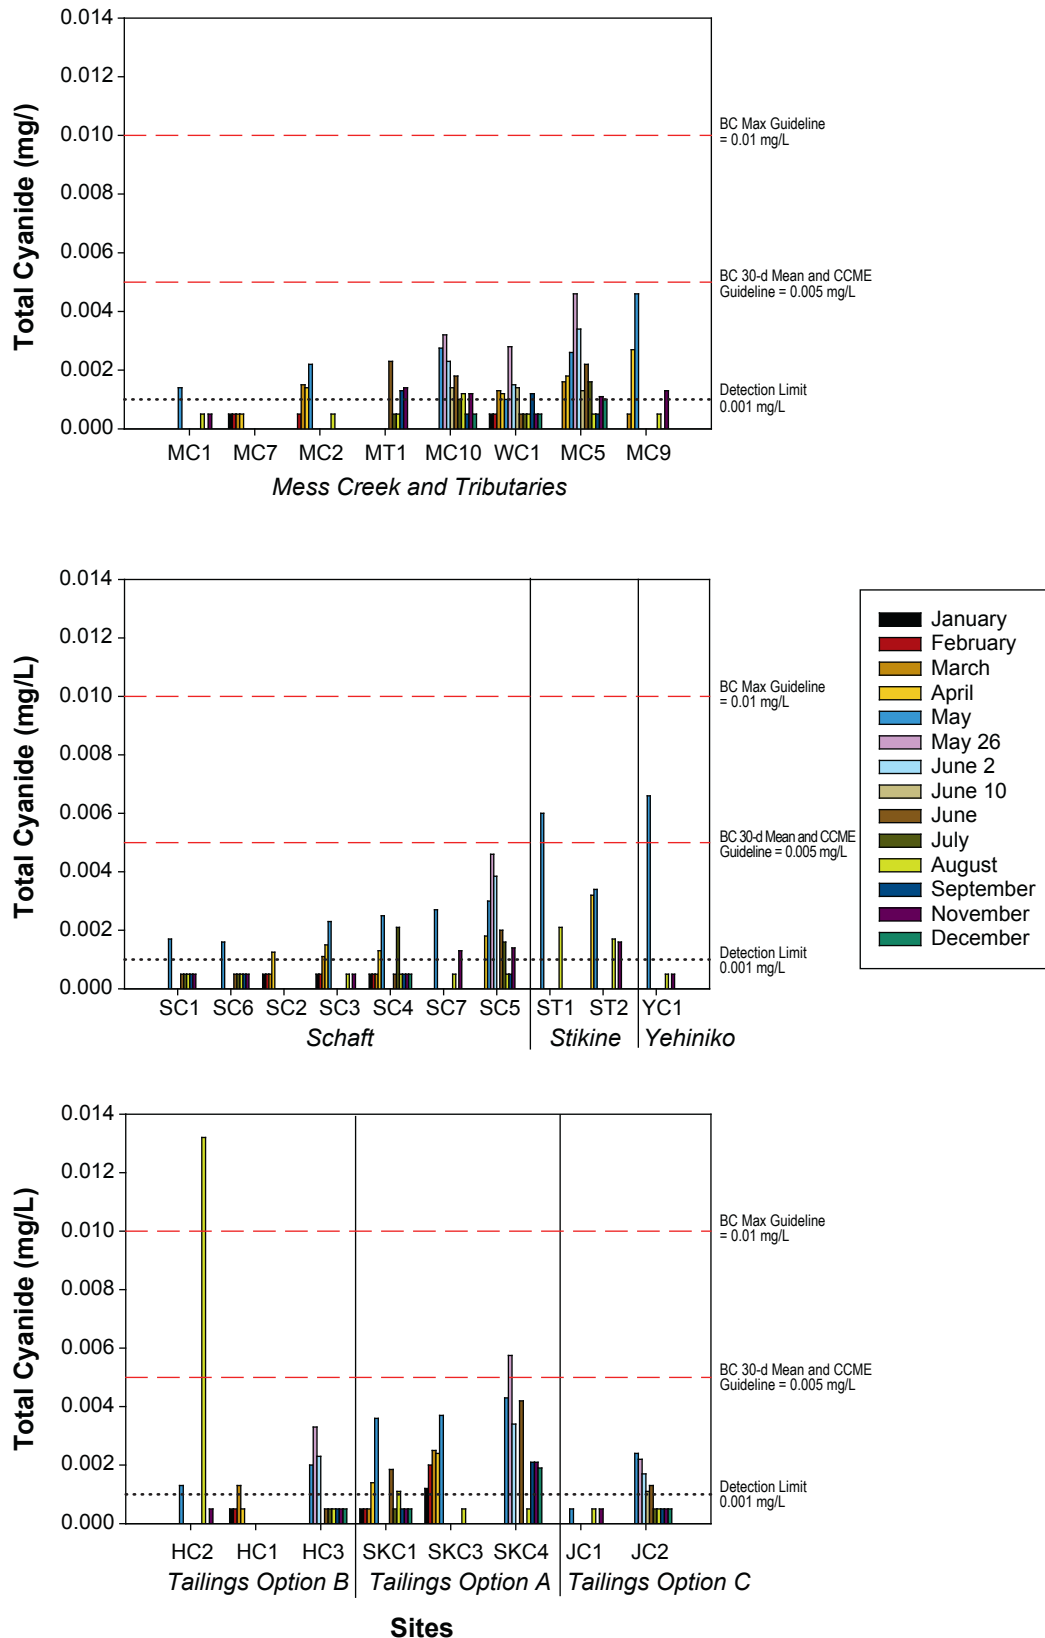 0.014
0.012
0.010
0.008
0.006
0.004
0.002
0.000
Total Cyanide (mg/)
BC Max Guideline
= 0.01 mg/L
BC 30-d Mean and CCME
Guideline = 0.005 mg/L
Detection Limit
0.001 mg/L
MC1 MC7 MC2 MT1 MC10 WC1 MC5 MC9
Mess Creek and Tributaries
0.014
0.012
0.010
0.008
0.006
0.004
0.002
0.000
Total Cyanide (mg/L)
BC Max Guideline
= 0.01 mg/L
BC 30-d Mean and CCME
Guideline = 0.005 mg/L
Detection Limit
0.001 mg/L
SC1 SC6 SC2 SC3 SC4 SC7 SC5 ST1 ST2 YC1
Schaft Stikine Yehiniko
January
February
March
April
May
May 26
June 2
June 10
June
July
August
September
November
December
0.014
0.012
0.010
0.008
0.006
0.004
0.002
0.000
Total Cyanide (mg/L)
BC Max Guideline
= 0.01 mg/L
BC 30-d Mean and CCME
Guideline = 0.005 mg/L
Detection Limit
0.001 mg/L
HC2 HC1 HC3 SKC1 SKC3 SKC4 JC1 JC2
Tailings Option B Tailings Option A Tailings Option C
Sites